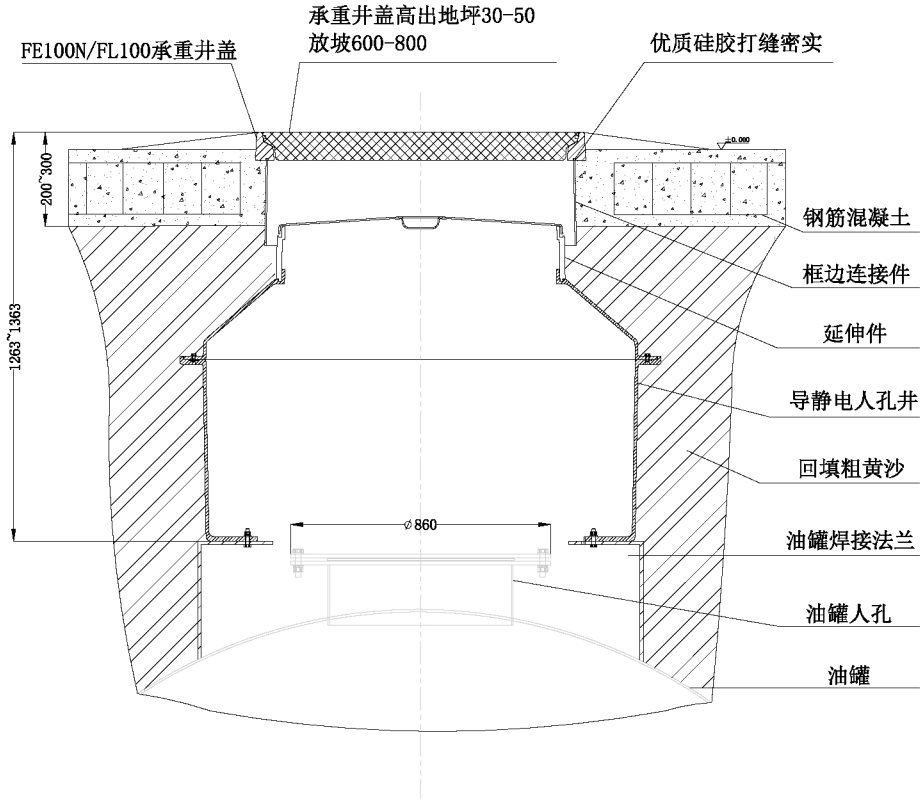 承重井盖高出地坪30-50
放坡600-800
FE100N/FL100承重井盖
优质硅胶打缝密实
±0.000
200~300
钢筋混凝土
框边连接件
延伸件
1263~1363
导静电人孔井
回填粗黄沙
⌀860
油罐焊接法兰
油罐人孔
油罐